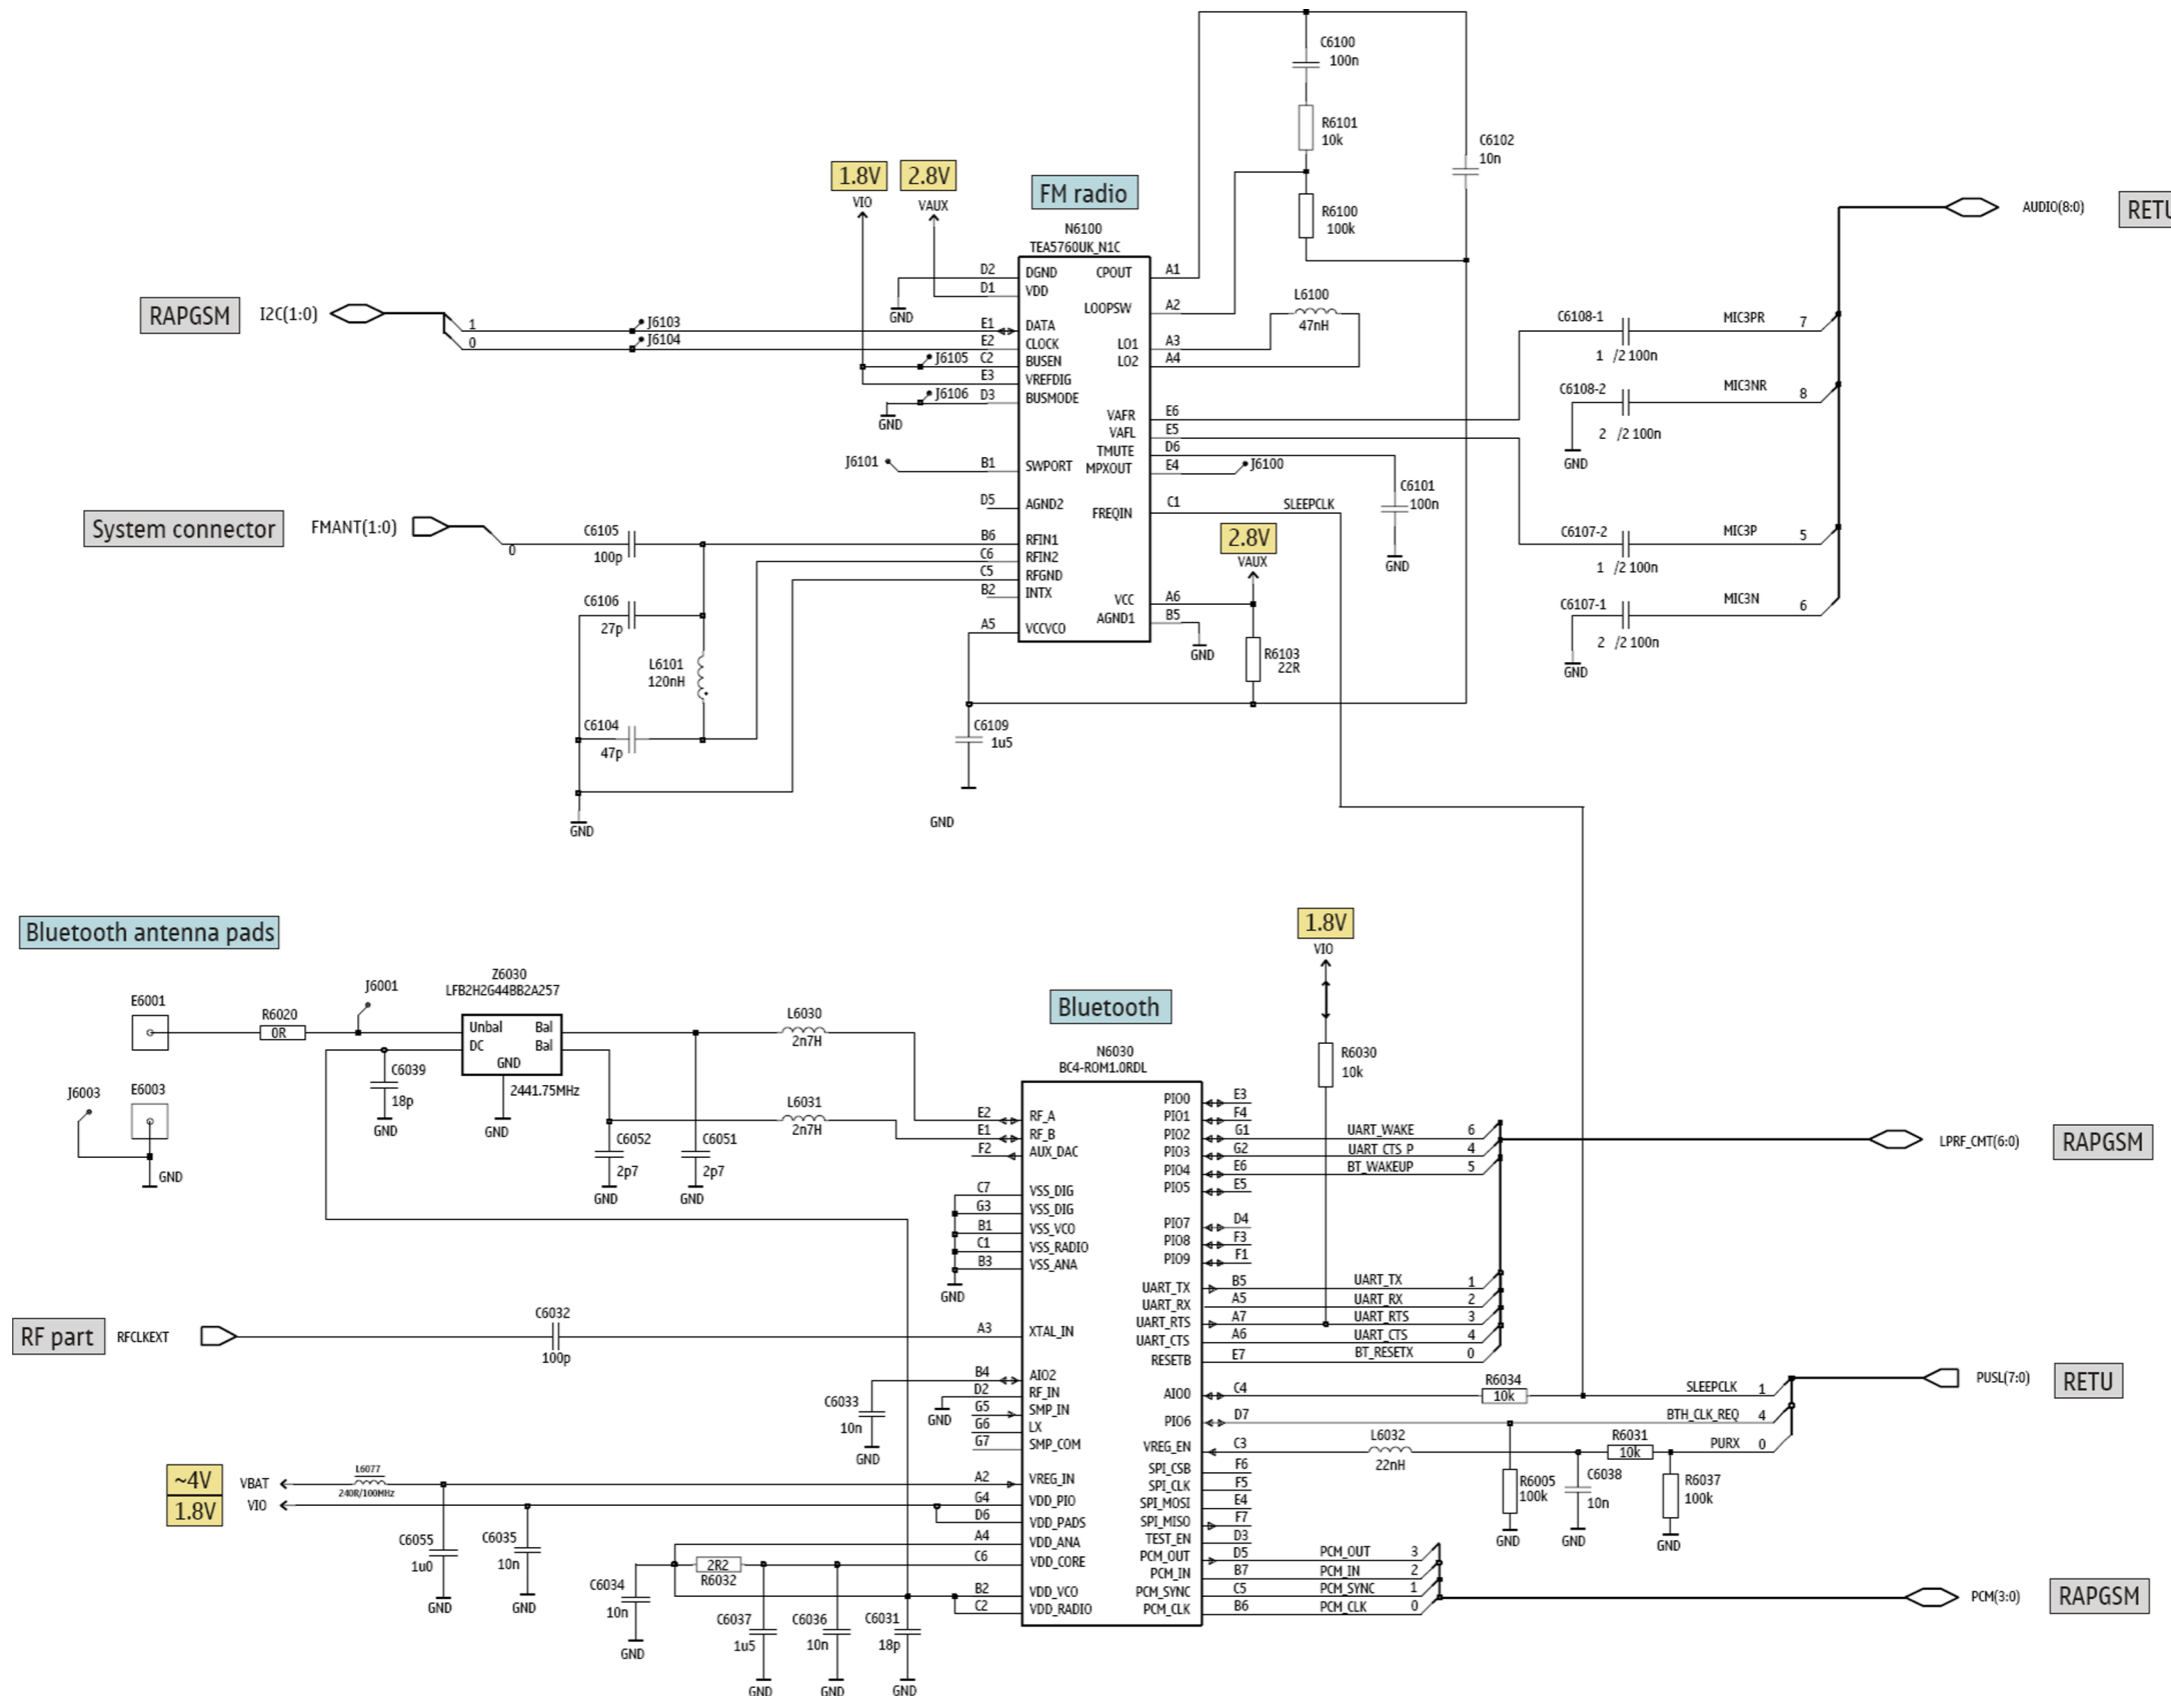 C6100
100n
R6101
10k
C6102
10n
1.8V
2.8V
VIO
VAUX
FM radio
R6100
100k
AUDIO(8:0)
N6100
TEA5760UK_N1C
D2
DGND
CPOUT
A1
D1
VDD
L6100
47nH
LOOPSW
A2
GND
RAPGSM
I2C(1:0)
1
J6103
E1
DATA
0
J6104
E2
CLOCK
LO1
A3
J6105
C2
BUSEN
LO2
A4
E3
VREFDIG
J6106
D3
BUSMODE
GND
C6108-1
MIC3PR
7
1 /2 100n
C6108-2
MIC3NR
8
2 /2 100n
GND
VAFR
E6
VAFL
E5
TMUTE
D6
J6101
B1
SWPORT
MPXOUT
E4
J6100
C6101
100n
GND
D5
AGND2
FREQIN
C1
SLEEPCLK
System connector
FMANT(1:0)
0
C6105
100p
B6
RFIN1
C6
RFIN2
C5
RFGND
B2
INTX
2.8V
VAUX
C6107-2
MIC3P
5
1 /2 100n
C6106
27p
VCC
A6
AGND1
B5
GND
C6107-1
MIC3N
6
2 /2 100n
GND
A5
VCCVCO
R6103
22R
L6101
120nH
C6104
47p
C6109
1u5
GND
GND
Bluetooth antenna pads
1.8V
VIO
Z6030
LFB2H2G44BB2A257
J6001
E6001
R6020
0R
Unbal
Bal
DC
Bal
GND
2441.75MHz
GND
C6039
18p
GND
L6030
2n7H
Bluetooth
N6030
BC4-ROM1.0RDL
R6030
10k
J6003
E6003
GND
L6031
2n7H
C6052
2p7
GND
C6051
2p7
GND
E2
RF_A
E1
RF_B
F2
AUX_DAC
PIO0
E3
PIO1
F4
PIO2
G1
UART_WAKE
6
PIO3
G2
UART_CTS_P
4
PIO4
E6
BT_WAKEUP
5
PIO5
E5
LPRF_CMT(6:0)
RAPGSM
C7
VSS_DIG
G3
VSS_DIG
B1
VSS_VCO
C1
VSS_RADIO
B3
VSS_ANA
GND
PIO7
D4
PIO8
F3
PIO9
F1
UART_TX
B5
UART_TX
1
UART_RX
A5
UART_RX
2
UART_RTS
A7
UART_RTS
3
UART_CTS
A6
UART_CTS
4
RESETB
E7
BT_RESETX
0
RF part
RFCLKEXT
C6032
100p
A3
XTAL_IN
C6033
10n
GND
GND
B4
AIO2
D2
RF_IN
G5
SMP_IN
G6
LX
G7
SMP_COM
AIO0
C4
R6034
10k
SLEEPCLK
1
PIO6
D7
BTH_CLK_REQ
4
VREG_EN
C3
L6032
22nH
R6031
10k
PURX
0
PUSL(7:0)
RETU
SPI_CSB
F6
SPI_CLK
F5
SPI_MOSI
E4
SPI_MISO
F7
TEST_EN
D3
R6005
100k
GND
C6038
10n
GND
R6037
100k
GND
~4V
VBAT
L6077
240R/100MHz
A2
VREG_IN
1.8V
VIO
G4
VDD_PIO
D6
VDD_PADS
A4
VDD_ANA
C6
VDD_CORE
B2
VDD_VCO
C2
VDD_RADIO
C6055
1u0
GND
C6035
10n
GND
C6034
10n
GND
2R2
R6032
C6037
1u5
GND
C6036
10n
GND
C6031
18p
GND
PCM_OUT
D5
PCM_OUT
3
PCM_IN
B7
PCM_IN
2
PCM_SYNC
C5
PCM_SYNC
1
PCM_CLK
B6
PCM_CLK
0
PCM(3:0)
RAPGSM